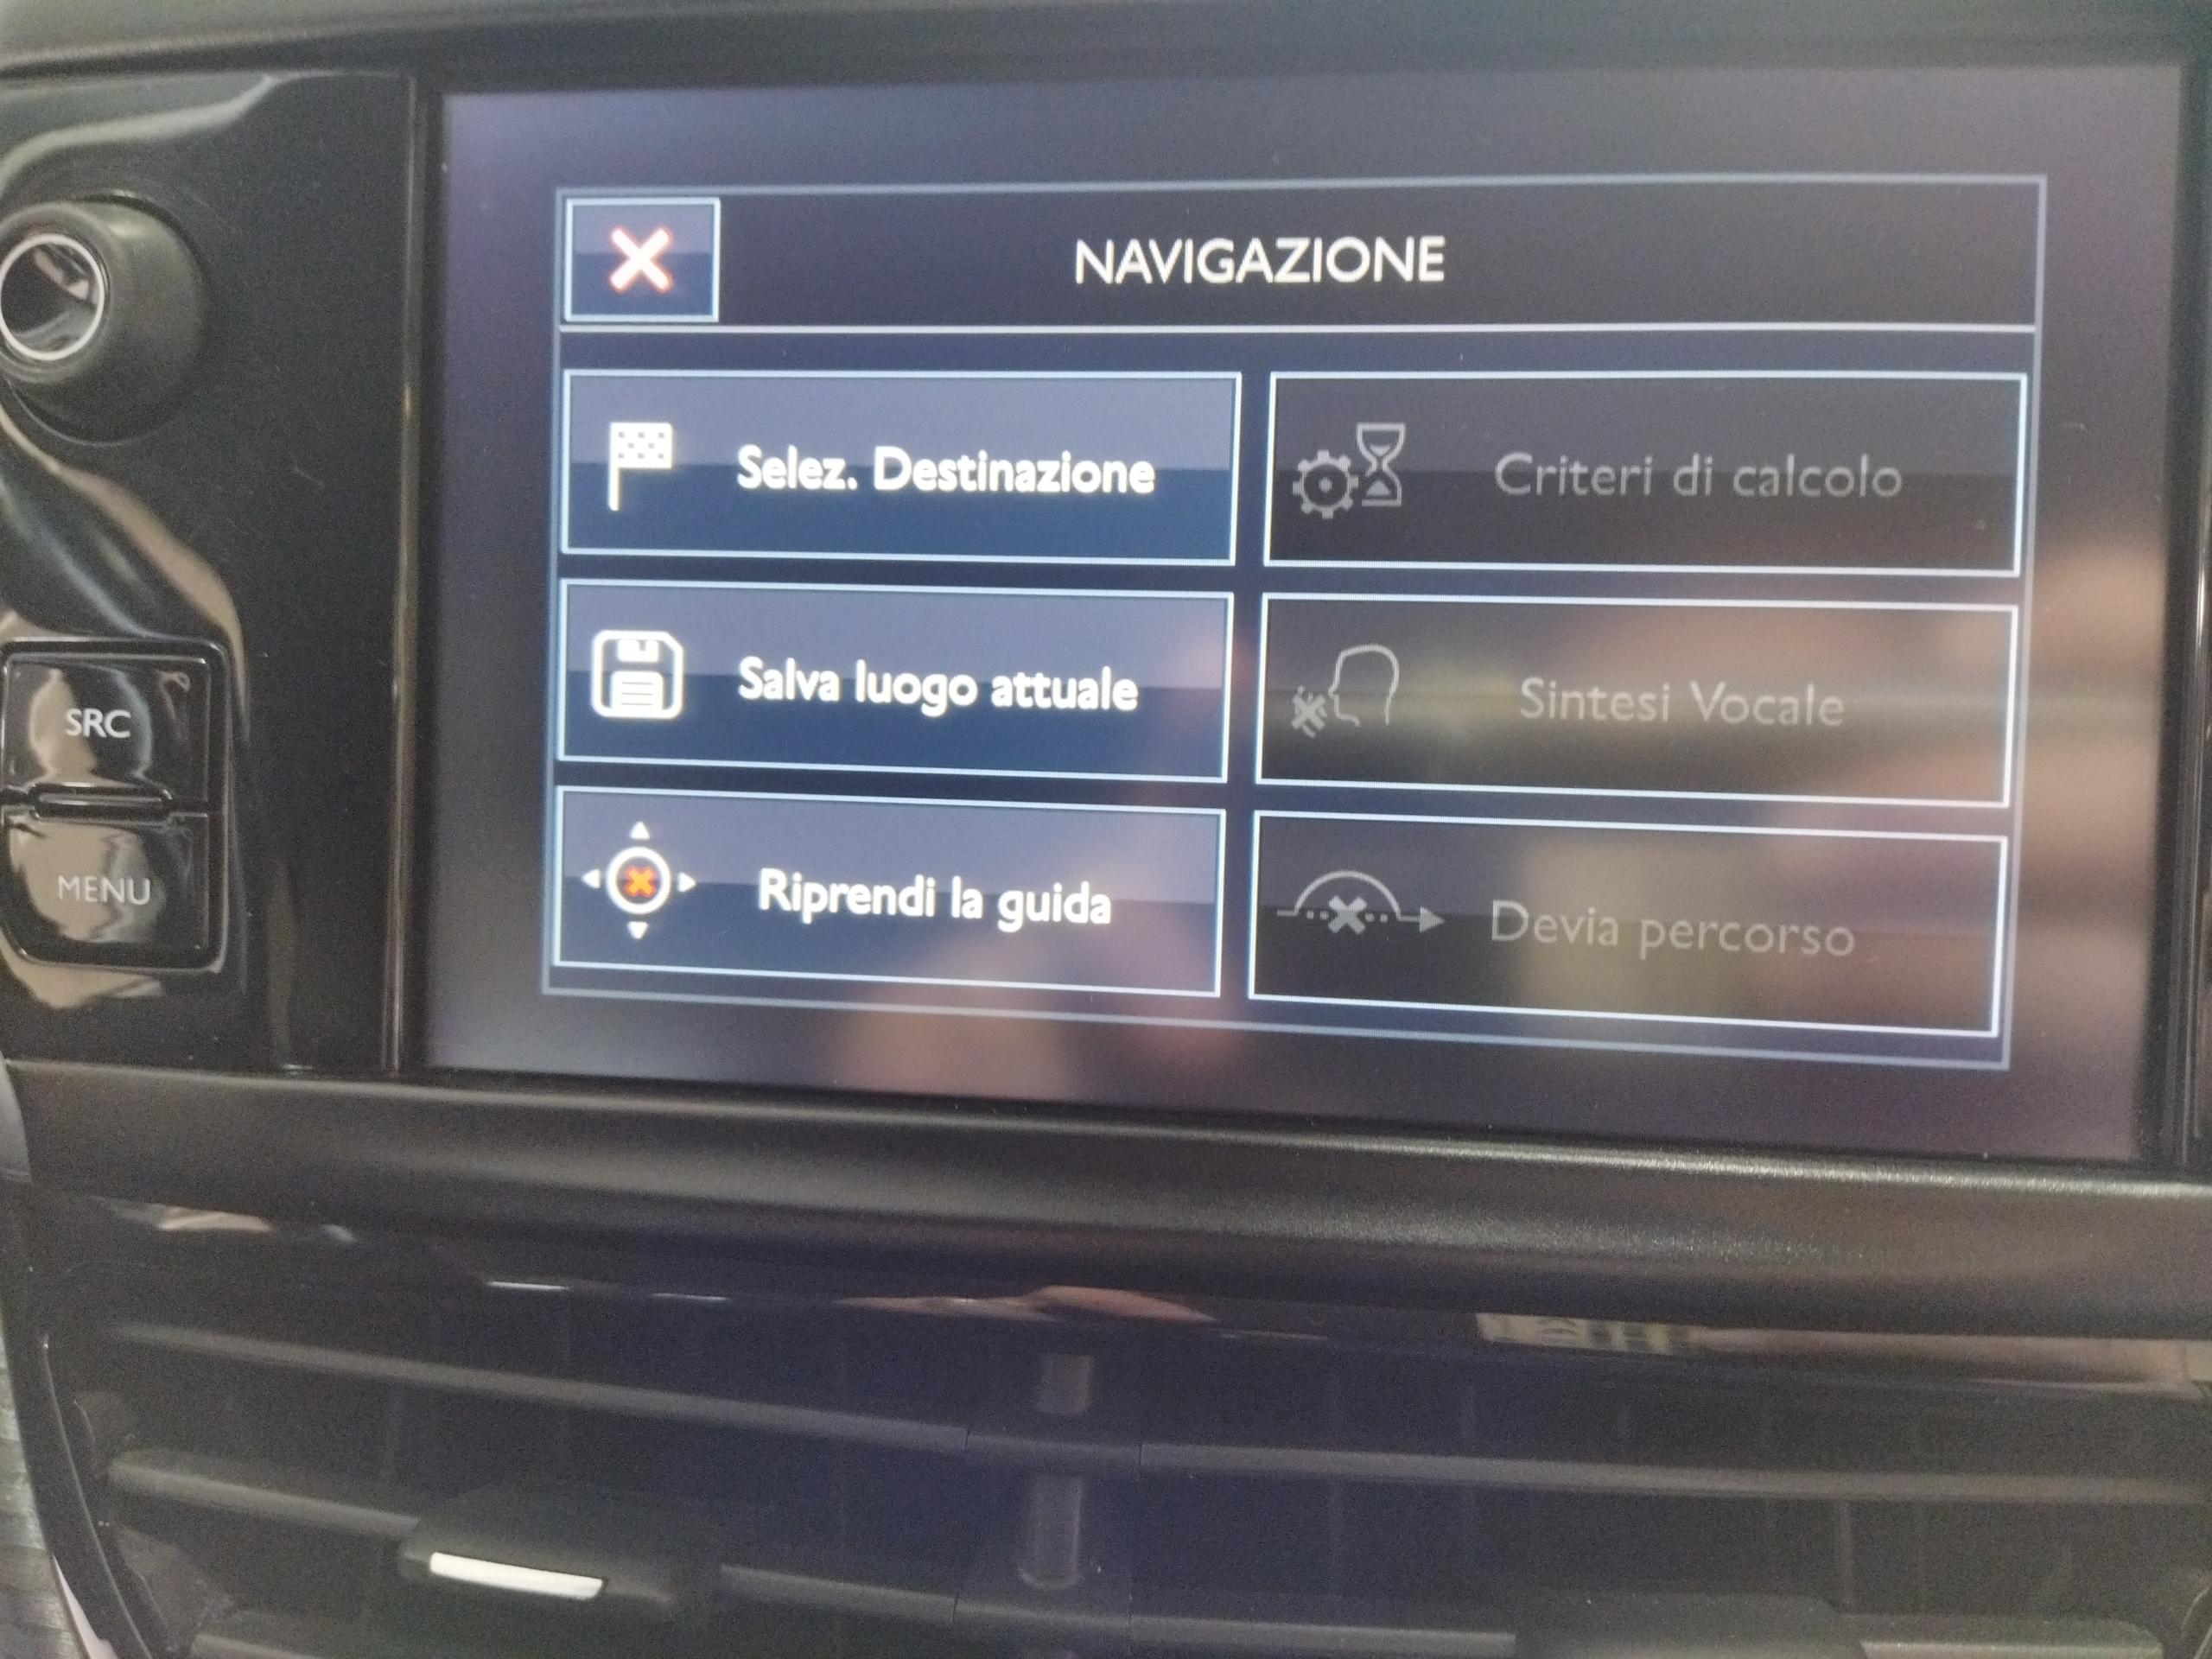 NAVIGAZIONE
Selez. Destinazione
Criteri di calcolo
Salva luogo attuale
Sintesi Vocale
Riprendi la guida
Devia percorso
SRC
MENU